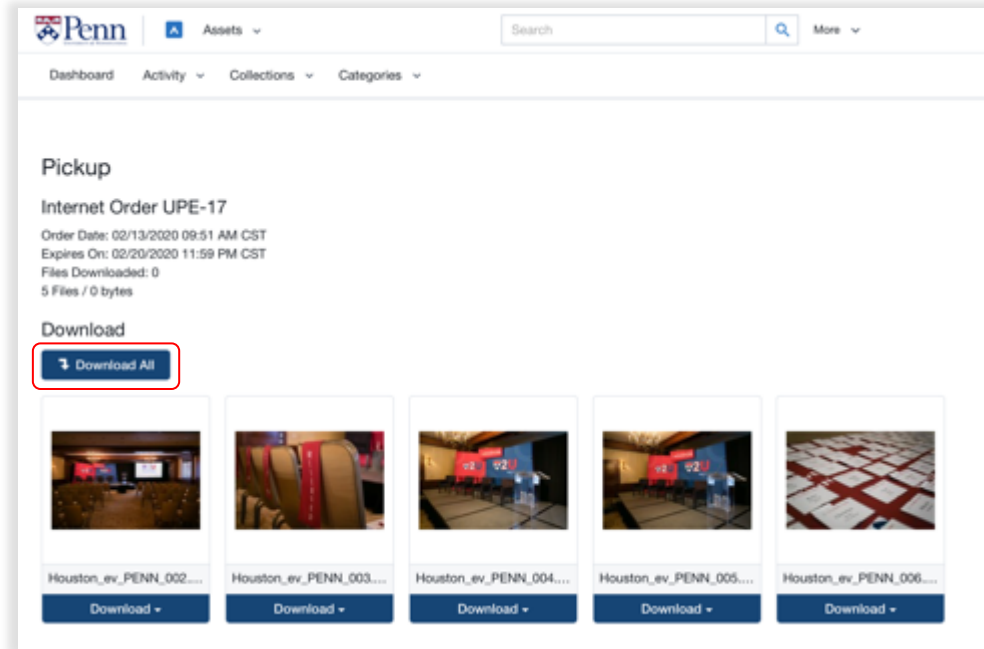 Penn
Assets
Search
More
Dashboard Activity Collections Categories
Pickup
Internet Order UPE-17
Order Date: 02/13/2020 09:51 AM CST
Expires On: 02/20/2020 11:59 PM CST
Files Downloaded: 0
5 Files / 0 bytes
Download
Download All
Houston_ev_PENN_002.... Houston_ev_PENN_003.... Houston_ev_PENN_004.... Houston_ev_PENN_005.... Houston_ev_PENN_006....
Download Download Download Download Download